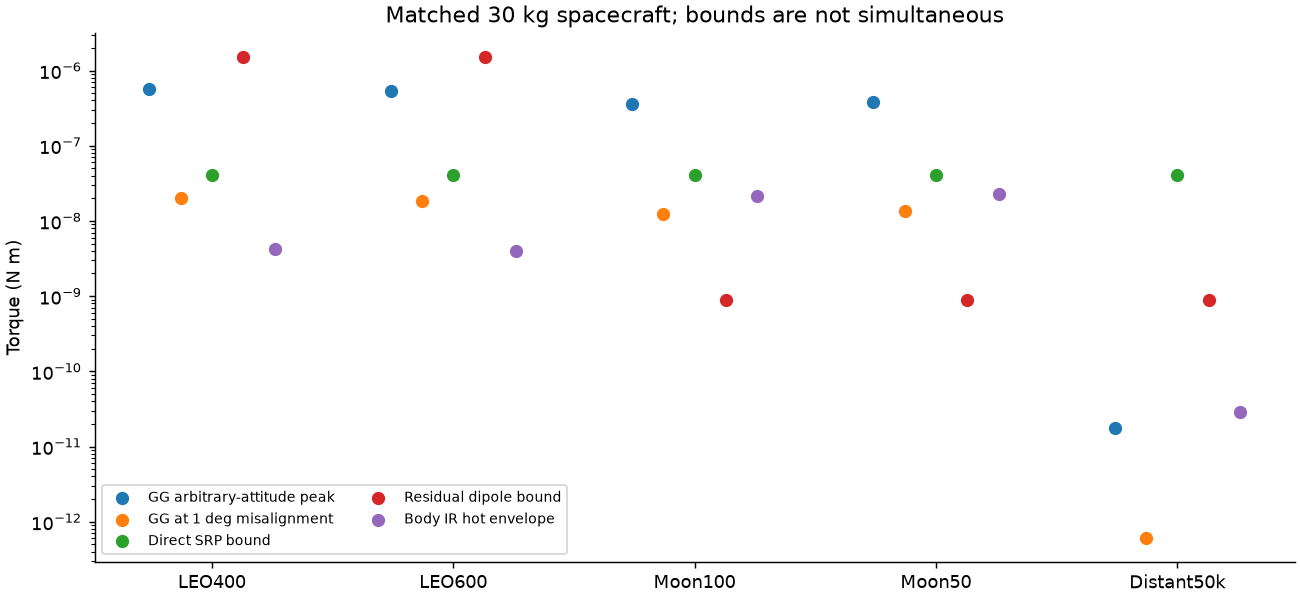 Matched 30 kg spacecraft; bounds are not simultaneous
Torque (N m)
10⁻⁶
10⁻⁷
10⁻⁸
10⁻⁹
10⁻¹⁰
10⁻¹¹
10⁻¹²
GG arbitrary-attitude peak
GG at 1 deg misalignment
Direct SRP bound
Residual dipole bound
Body IR hot envelope
LEO400 LEO600 Moon100 Moon50 Distant50k